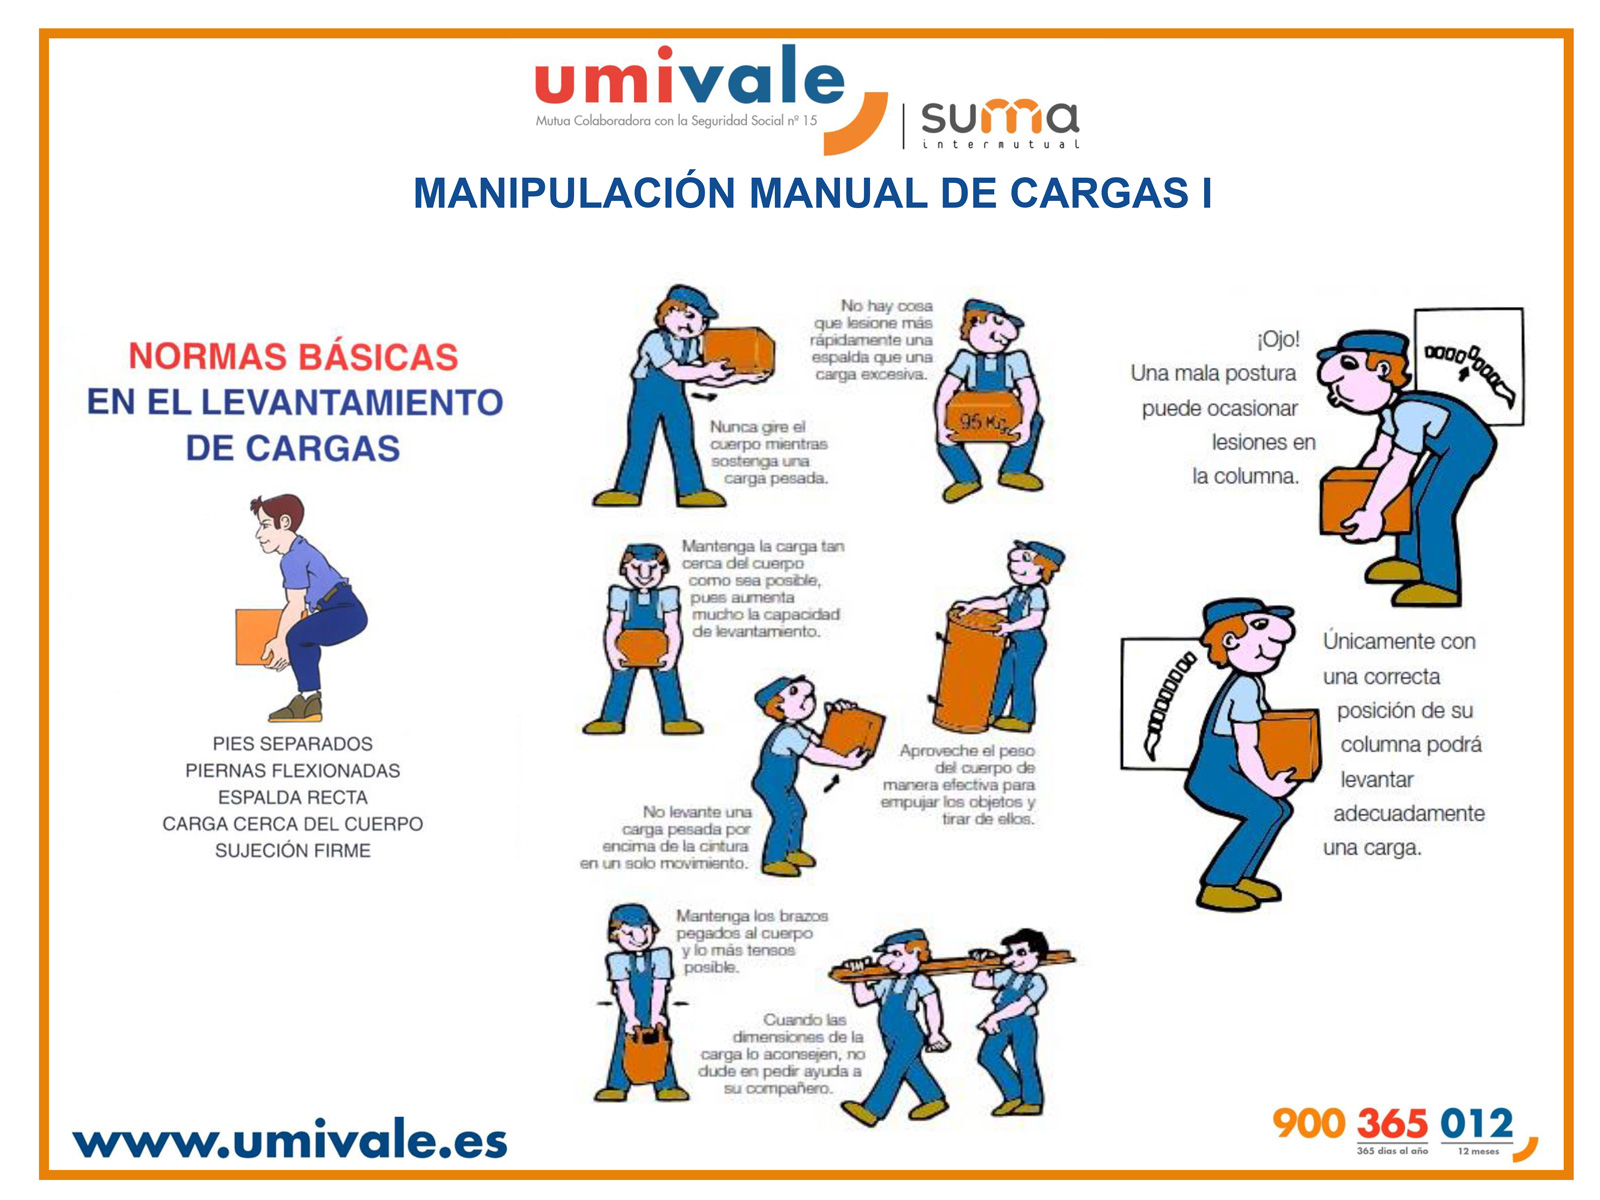 umivale
Mutua Colaboradora con la Seguridad Social nº 15
suma
intermutual
MANIPULACIÓN MANUAL DE CARGAS I
NORMAS BÁSICAS
EN EL LEVANTAMIENTO
DE CARGAS
PIES SEPARADOS
PIERNAS FLEXIONADAS
ESPALDA RECTA
CARGA CERCA DEL CUERPO
SUJECIÓN FIRME
Nunca gire el
cuerpo mientras
sostenga una
carga pesada.
No hay cosa
que lesione más
rápidamente una
espalda que una
carga excesiva.
95 Kg.
Mantenga la carga tan
cerca del cuerpo
como sea posible,
pues aumenta
mucho la capacidad
de levantamiento.
Aproveche el peso
del cuerpo de
manera efectiva para
empujar los objetos y
tirar de ellos.
No levante una
carga pesada por
encima de la cintura
en un solo movimiento.
Mantenga los brazos
pegados al cuerpo
y lo más tensos
posible.
Cuando las
dimensiones de la
carga lo aconsejen, no
dude en pedir ayuda a
su compañero.
¡Ojo!
Una mala postura
puede ocasionar
lesiones en
la columna.
Únicamente con
una correcta
posición de su
columna podrá
levantar
adecuadamente
una carga.
www.umivale.es
900 365 012
365 días al año 12 meses